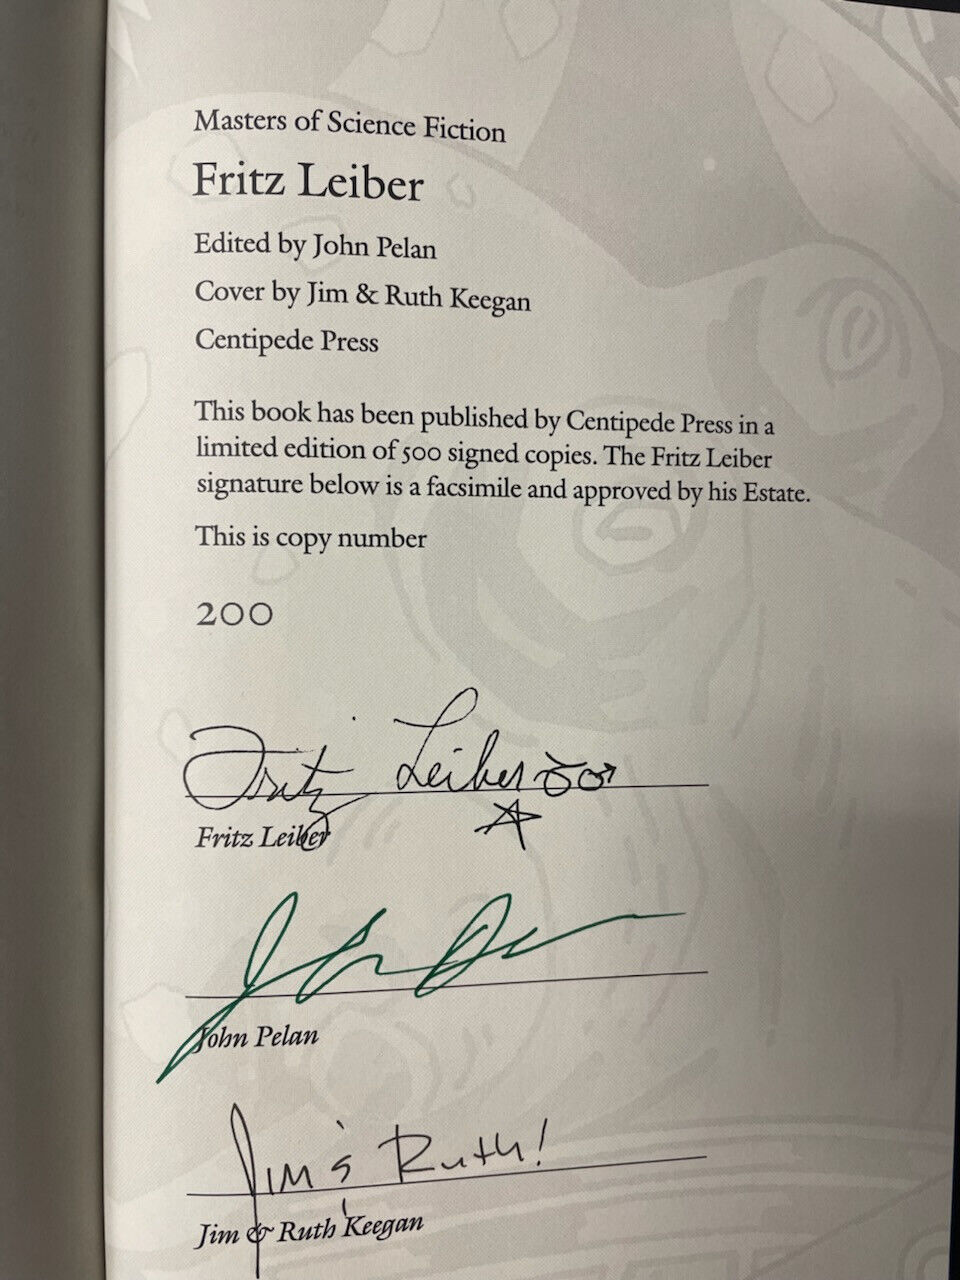 Masters of Science Fiction
Fritz Leiber
Edited by John Pelan
Cover by Jim & Ruth Keegan
Centipede Press
This book has been published by Centipede Press in a
limited edition of 500 signed copies. The Fritz Leiber
signature below is a facsimile and approved by his Estate.
This is copy number
200
Fritz Leiber
Fritz Leiber
John Pelan
Jim & Ruth!
Jim & Ruth Keegan